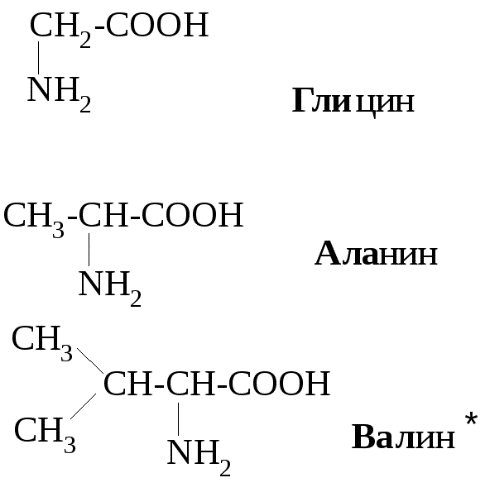 CH2-COOH
NH2
Глицин
CH3-CH-COOH
Аланин
NH2
CH3
CH-CH-COOH
CH3
Валин *
NH2